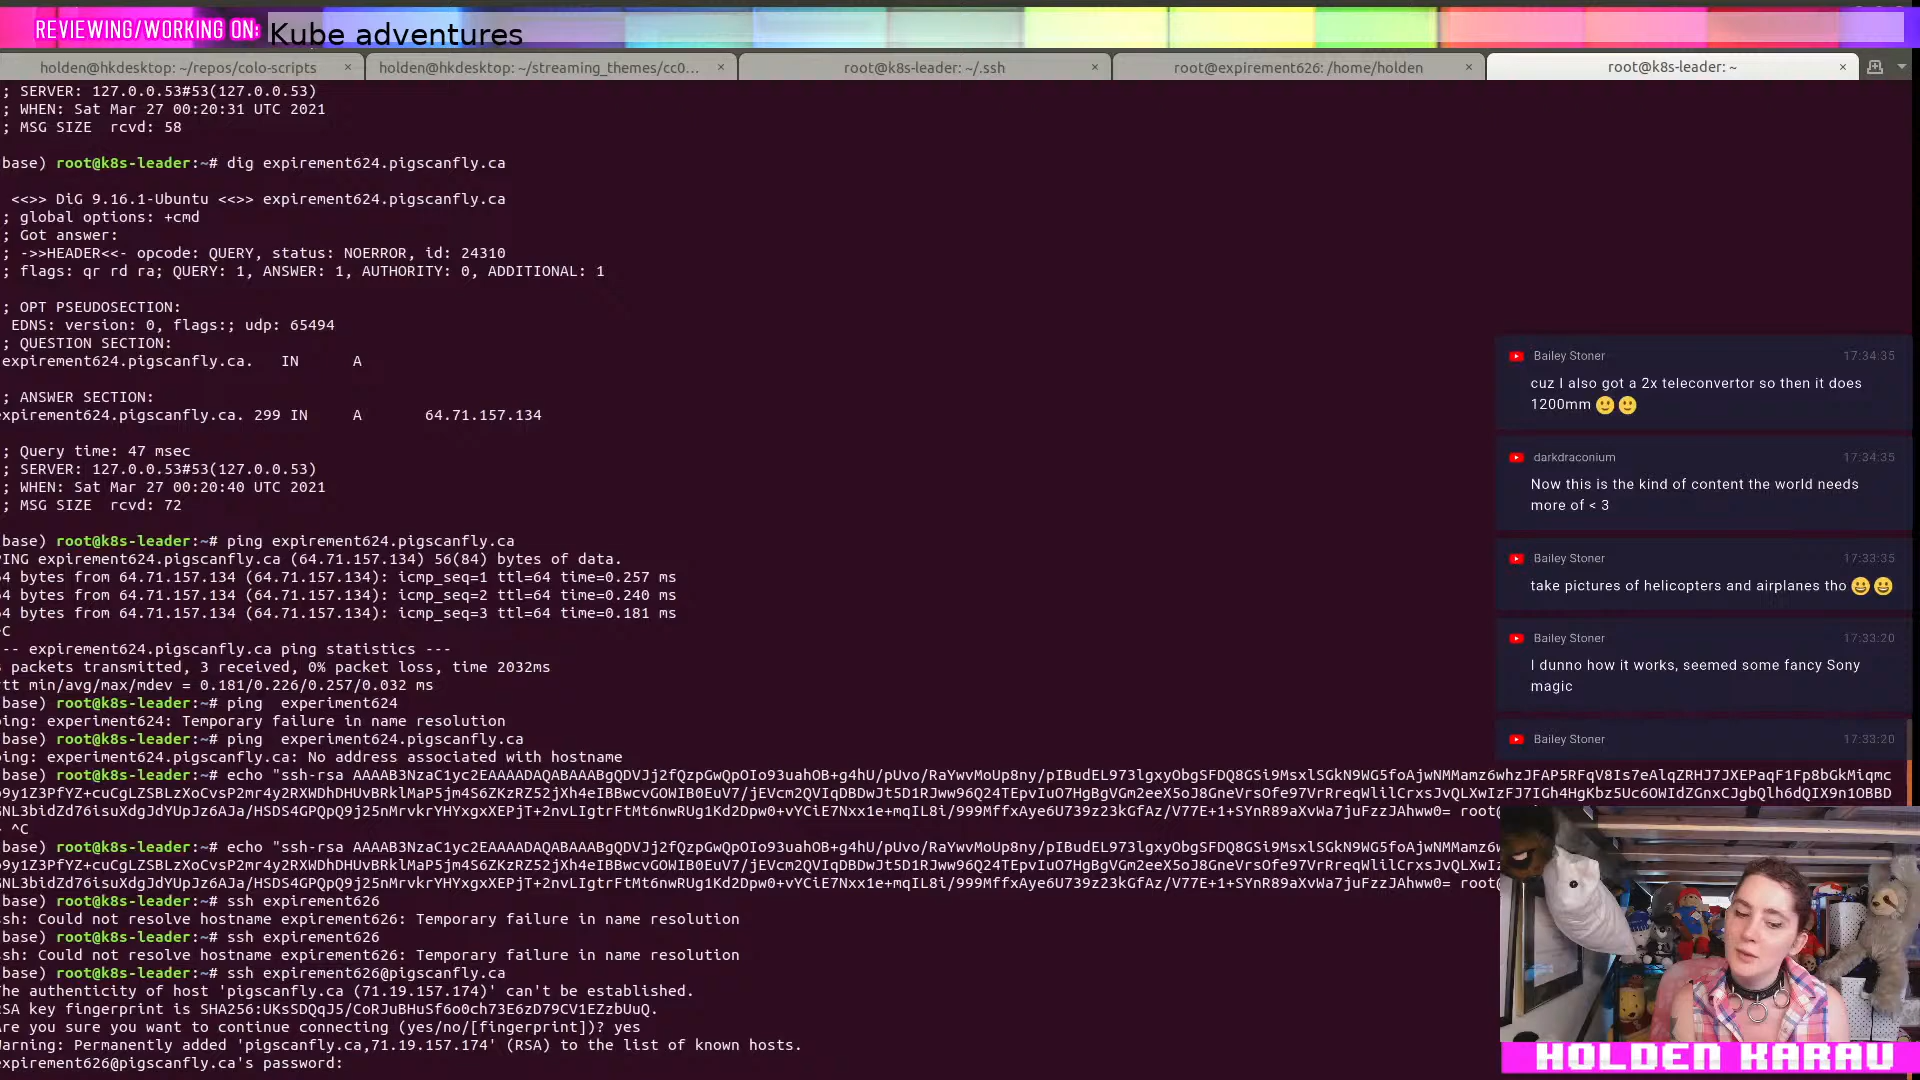 REVIEWING/WORKING ON: Kube adventures
holden@hkdesktop: ~/repos/colo-scripts × holden@hkdesktop: ~/streaming_themes/cc0... × root@k8s-leader: ~/.ssh × root@expirement626: /home/holden × root@k8s-leader: ~ ×
; SERVER: 127.0.0.53#53(127.0.0.53)
; WHEN: Sat Mar 27 00:20:31 UTC 2021
; MSG SIZE  rcvd: 58
base) root@k8s-leader:~# dig expirement624.pigscanfly.ca
<<>> DiG 9.16.1-Ubuntu <<>> expirement624.pigscanfly.ca
; global options: +cmd
; Got answer:
; ->>HEADER<<- opcode: QUERY, status: NOERROR, id: 24310
; flags: qr rd ra; QUERY: 1, ANSWER: 1, AUTHORITY: 0, ADDITIONAL: 1
; OPT PSEUDOSECTION:
EDNS: version: 0, flags:; udp: 65494
; QUESTION SECTION:
expirement624.pigscanfly.ca.   IN      A
; ANSWER SECTION:
expirement624.pigscanfly.ca. 299 IN     A       64.71.157.134
; Query time: 47 msec
; SERVER: 127.0.0.53#53(127.0.0.53)
; WHEN: Sat Mar 27 00:20:40 UTC 2021
; MSG SIZE  rcvd: 72
base) root@k8s-leader:~# ping expirement624.pigscanfly.ca
PING expirement624.pigscanfly.ca (64.71.157.134) 56(84) bytes of data.
4 bytes from 64.71.157.134 (64.71.157.134): icmp_seq=1 ttl=64 time=0.257 ms
4 bytes from 64.71.157.134 (64.71.157.134): icmp_seq=2 ttl=64 time=0.240 ms
4 bytes from 64.71.157.134 (64.71.157.134): icmp_seq=3 ttl=64 time=0.181 ms
^C
-- expirement624.pigscanfly.ca ping statistics ---
packets transmitted, 3 received, 0% packet loss, time 2032ms
tt min/avg/max/mdev = 0.181/0.226/0.257/0.032 ms
base) root@k8s-leader:~# ping  experiment624
ping: experiment624: Temporary failure in name resolution
base) root@k8s-leader:~# ping  experiment624.pigscanfly.ca
ping: experiment624.pigscanfly.ca: No address associated with hostname
base) root@k8s-leader:~# echo "ssh-rsa
^C
base) root@k8s-leader:~# echo "ssh-rsa
base) root@k8s-leader:~# ssh expirement626
ssh: Could not resolve hostname expirement626: Temporary failure in name resolution
base) root@k8s-leader:~# ssh expirement626
ssh: Could not resolve hostname expirement626: Temporary failure in name resolution
base) root@k8s-leader:~# ssh expirement626@pigscanfly.ca
The authenticity of host 'pigscanfly.ca (71.19.157.174)' can't be established.
RSA key fingerprint is SHA256:UKsSDQqJ5/CoRJuBHuSf6o0ch73E6zD79CV1EZzbUuQ.
Are you sure you want to continue connecting (yes/no/[fingerprint])? yes
Warning: Permanently added 'pigscanfly.ca,71.19.157.174' (RSA) to the list of known hosts.
expirement626@pigscanfly.ca's password:
Bailey Stoner 17:34:35
cuz I also got a 2x teleconvertor so then it does
1200mm 🙂 🙂
darkdraconium 17:34:35
Now this is the kind of content the world needs
more of < 3
Bailey Stoner 17:33:35
take pictures of helicopters and airplanes tho 😀 😀
Bailey Stoner 17:33:20
I dunno how it works, seemed some fancy Sony
magic
Bailey Stoner 17:33:20
HOLDEN KARAU